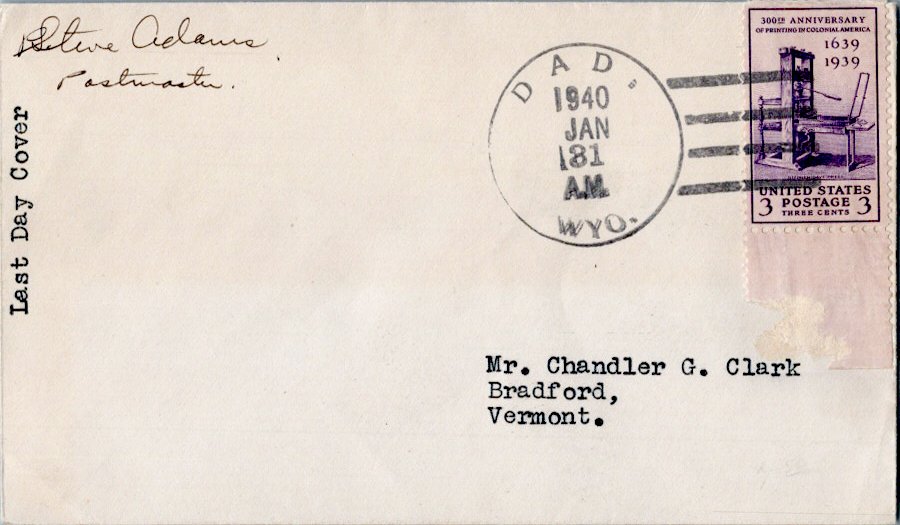 Steve Adams
Postmaster.
Last Day Cover
DAD.
1940
JAN
31
A.M.
WYO.
300TH ANNIVERSARY
OF PRINTING IN COLONIAL AMERICA
1639
1939
UNITED STATES
3 POSTAGE 3
THREE CENTS
Mr. Chandler G. Clark
Bradford,
Vermont.